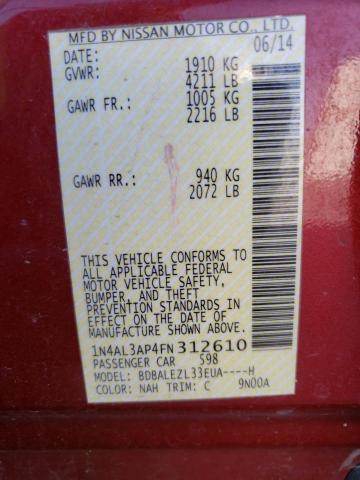 MFD BY NISSAN MOTOR CO., LTD.
DATE: 06/14
GVWR: 1910 KG
4211 LB
GAWR FR.: 1005 KG
2216 LB
GAWR RR.: 940 KG
2072 LB
THIS VEHICLE CONFORMS TO
ALL APPLICABLE FEDERAL
MOTOR VEHICLE SAFETY,
BUMPER, AND THEFT
PREVENTION STANDARDS IN
EFFECT ON THE DATE OF
MANUFACTURE SHOWN ABOVE.
1N4AL3AP4FN312610
PASSENGER CAR 598
MODEL: BDBALEZL33EUA----H
COLOR: NAH TRIM: C 9N00A